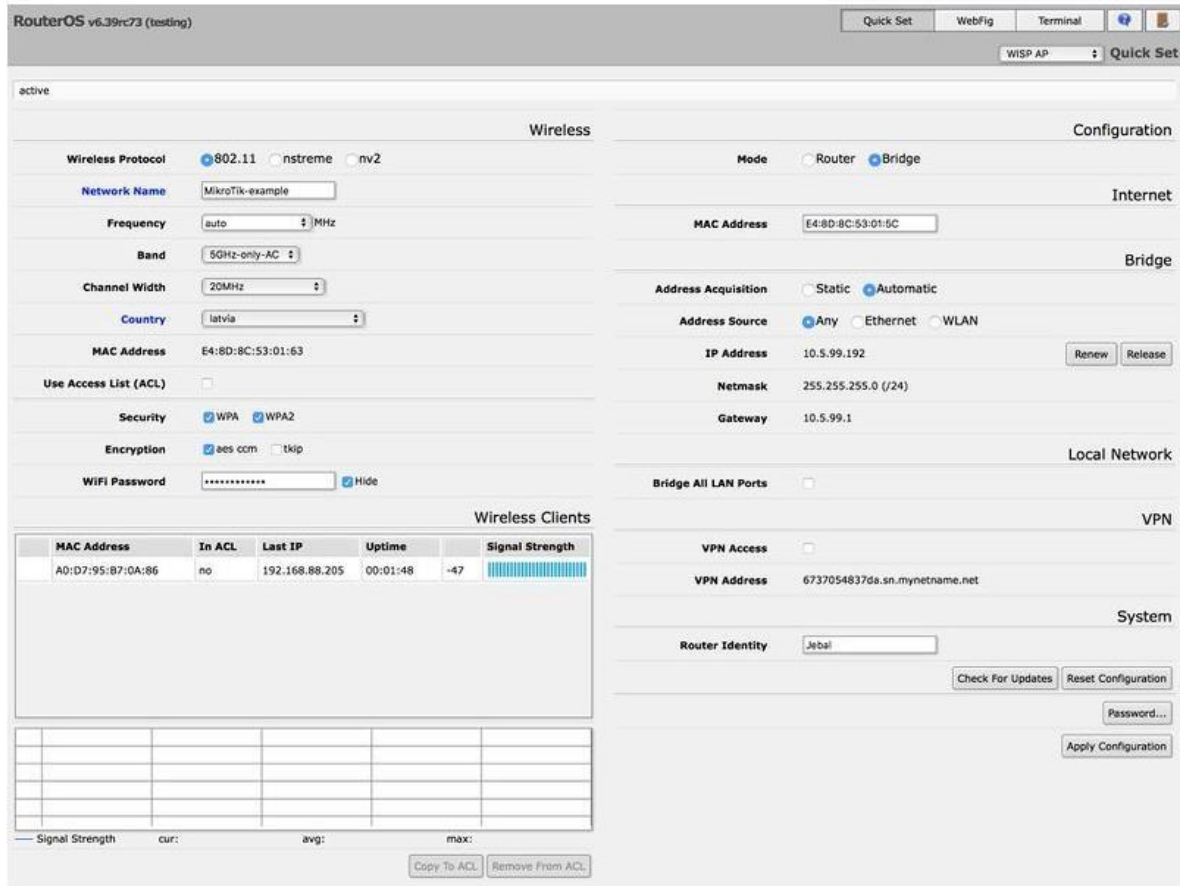 RouterOS v6.39rc73 (testing)
Quick Set WebFig Terminal
WISP AP Quick Set
active
Wireless
Wireless Protocol 802.11 nstreme nv2
Network Name MikroTik-example
Frequency auto MHz
Band 5GHz-only-AC
Channel Width 20MHz
Country latvia
MAC Address E4:8D:8C:53:01:63
Use Access List (ACL)
Security WPA WPA2
Encryption aes ccm tkip
WiFi Password •••••••••••• Hide
Wireless Clients
MAC Address In ACL Last IP Uptime Signal Strength
A0:D7:95:B7:0A:86 no 192.168.88.205 00:01:48 -47
Signal Strength cur: avg: max:
Copy To ACL Remove From ACL
Configuration
Mode Router Bridge
Internet
MAC Address E4:8D:8C:53:01:5C
Bridge
Address Acquisition Static Automatic
Address Source Any Ethernet WLAN
IP Address 10.5.99.192 Renew Release
Netmask 255.255.255.0 (/24)
Gateway 10.5.99.1
Local Network
Bridge All LAN Ports
VPN
VPN Access
VPN Address 6737054837da.sn.mynetname.net
System
Router Identity Jebal
Check For Updates Reset Configuration
Password...
Apply Configuration